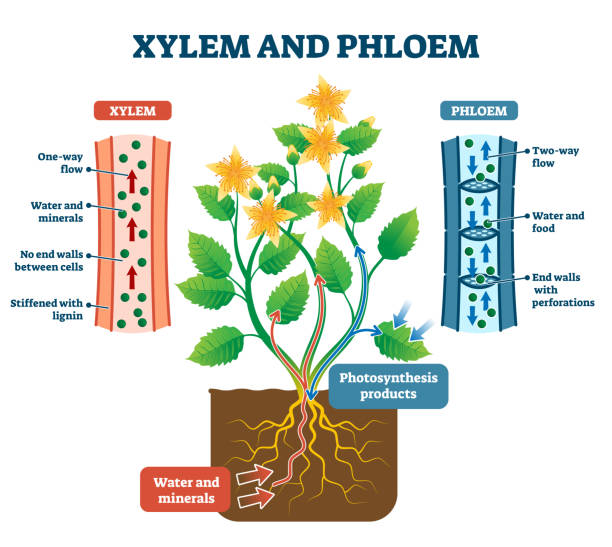 XYLEM AND PHLOEM
XYLEM
One-way
flow
Water and
minerals
No end walls
between cells
Stiffened with
lignin
PHLOEM
Two-way
flow
Water and
food
End walls
with
perforations
Photosynthesis
products
Water and
minerals